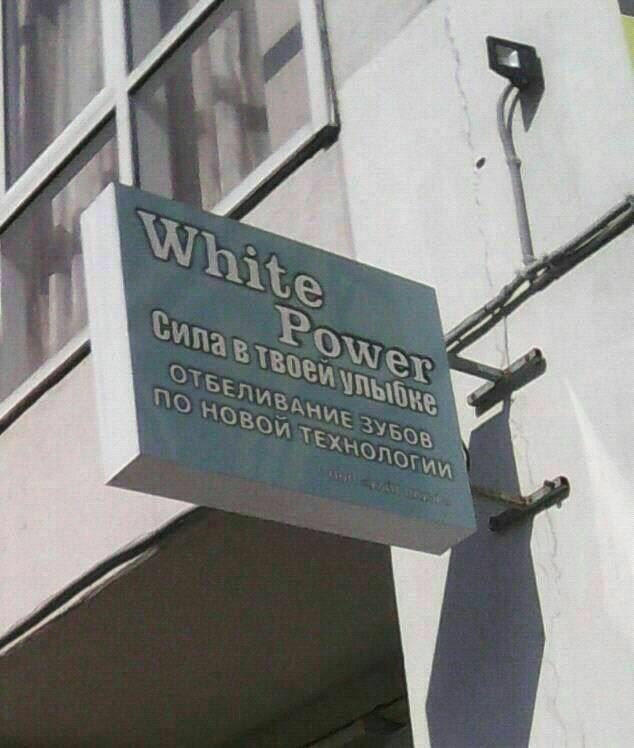 White
Power
Сила в твоей улыбке
ОТБЕЛИВАНИЕ ЗУБОВ
ПО НОВОЙ ТЕХНОЛОГИИ